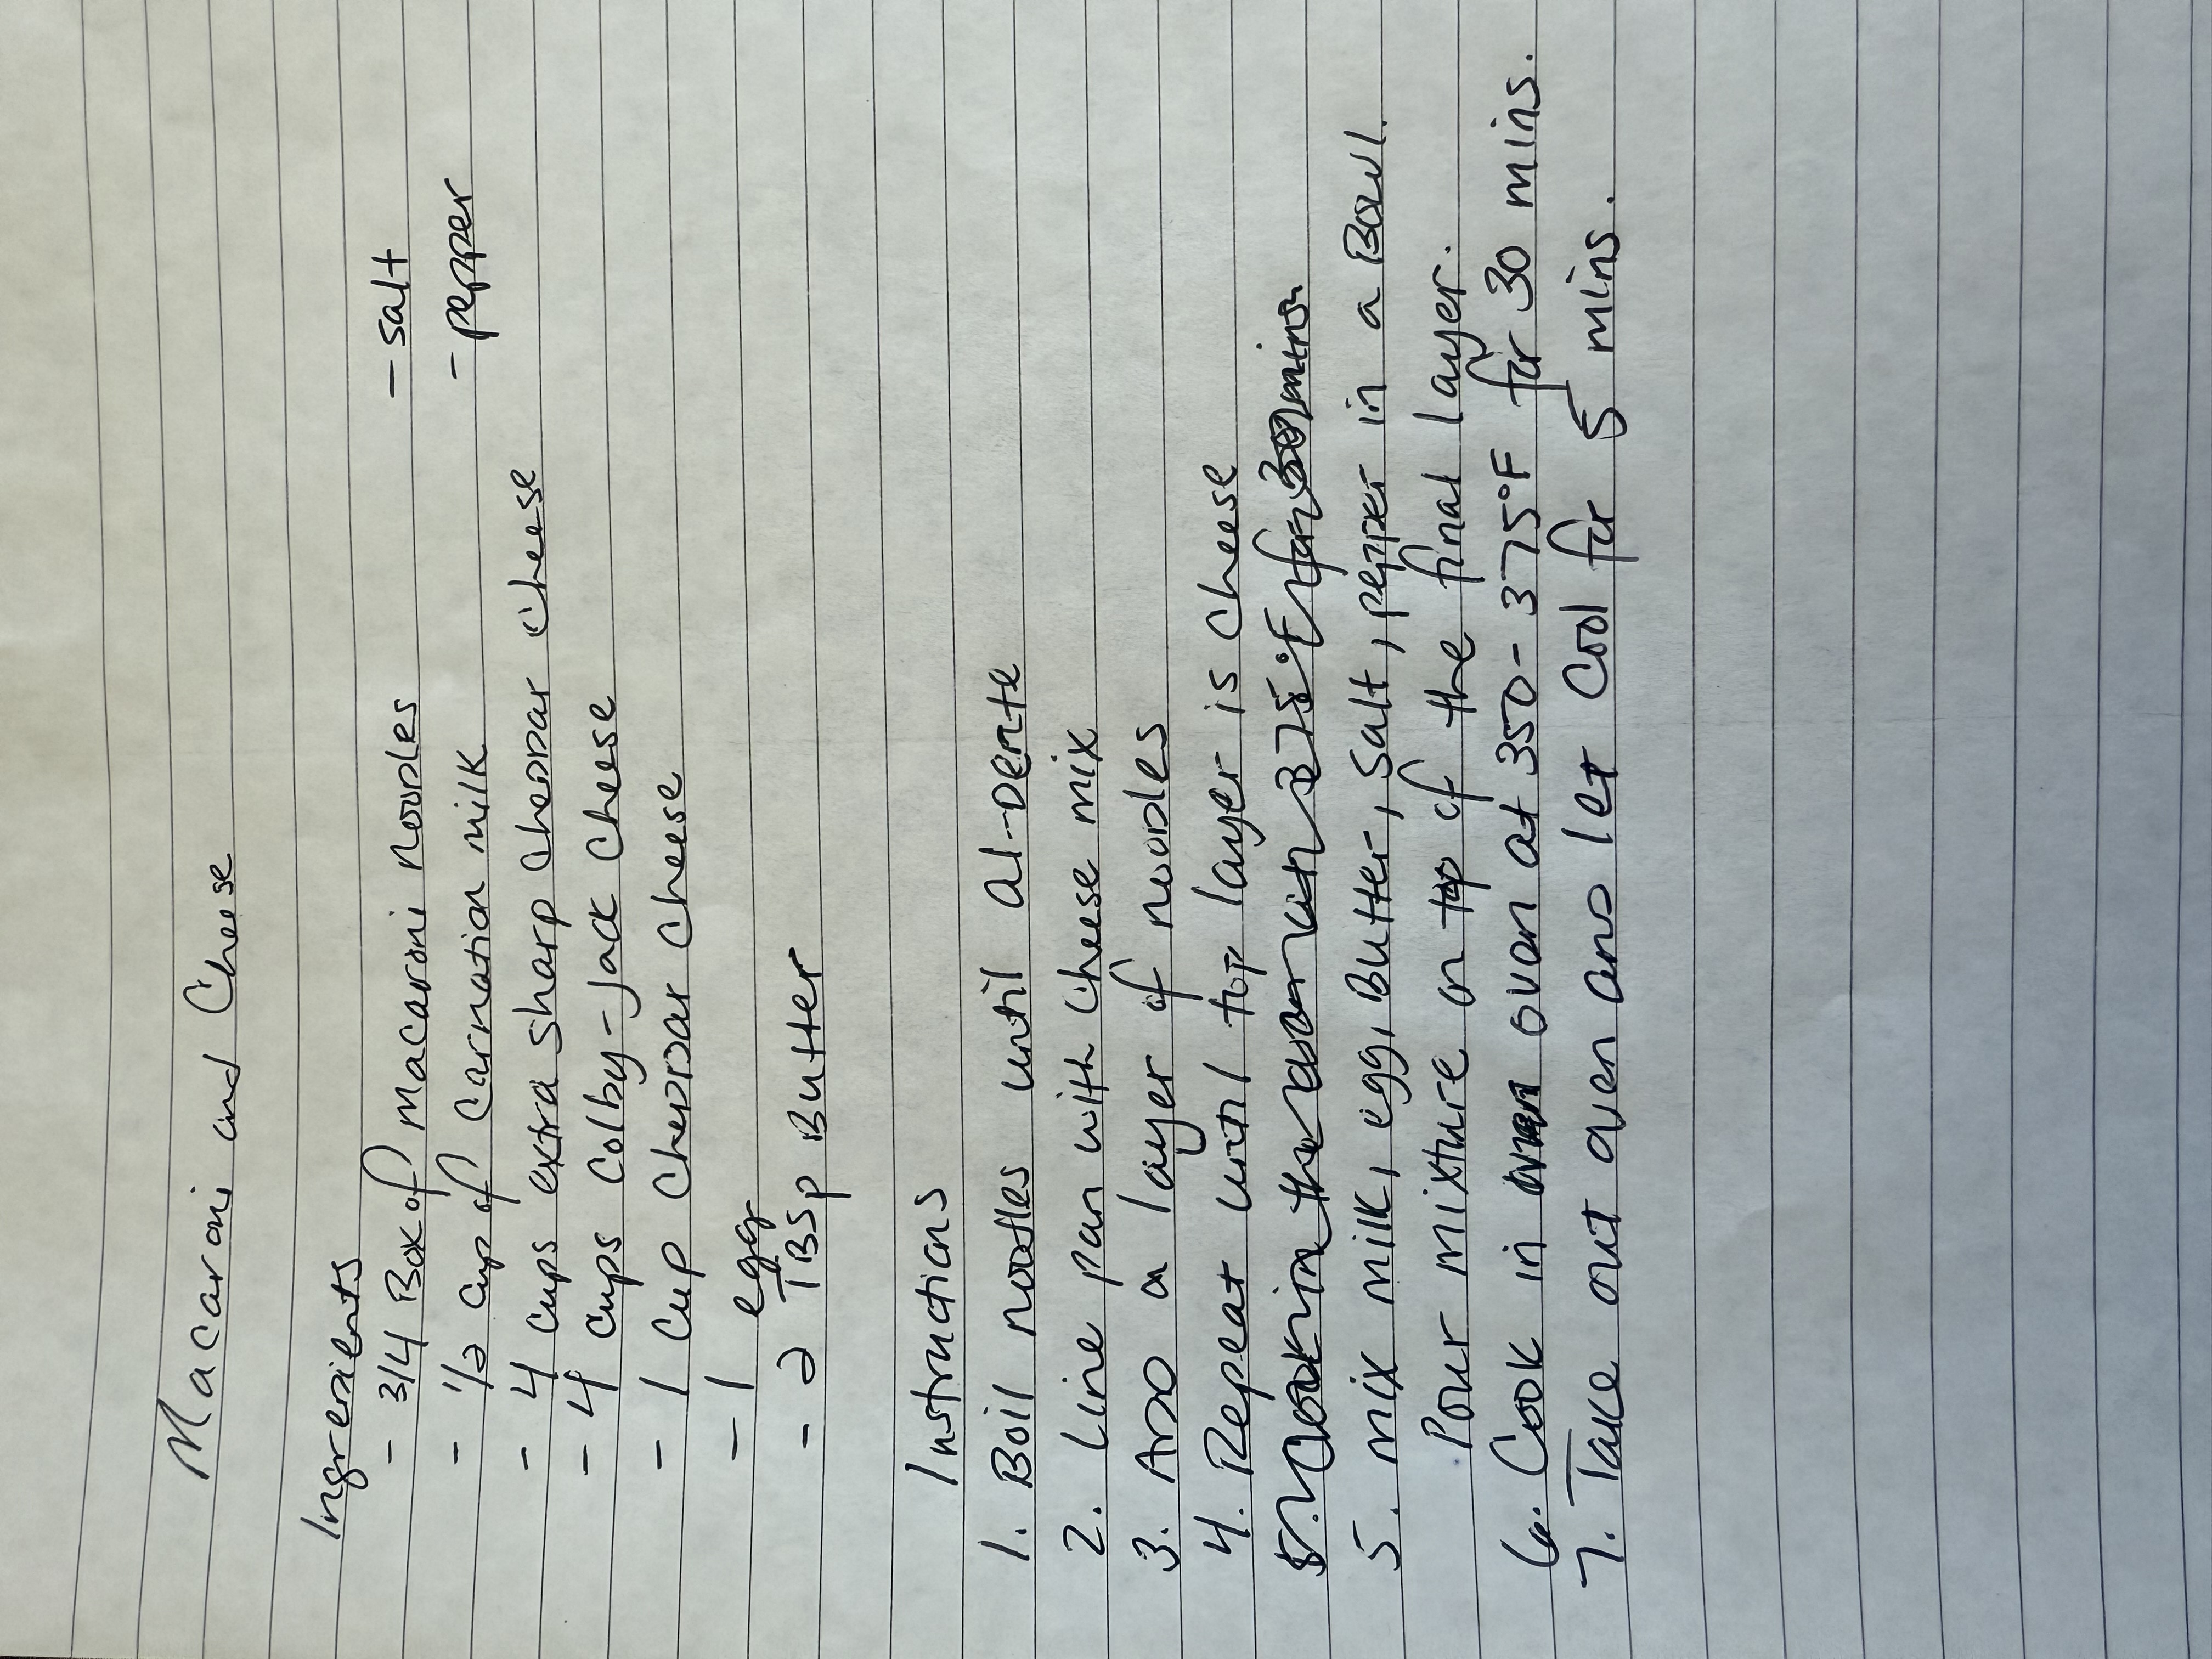 Macaroni and Cheese
Ingredients
- 3/4 Box of Macaroni Noodles
- salt
- 1/2 Cup of Carnation milk
- pepper
- 4 cups extra sharp Cheddar cheese
- 4 cups Colby-Jack Cheese
- 1 Cup Cheddar Cheese
- 1 egg
- 2 TBSp Butter
Instructions
1. Boil noodles until al-Dente
2. Line pan with cheese mix
3. ADD a layer of noodles
4. Repeat until top layer is cheese
5. Cook in the oven at 375°F for 30 mins
5. mix milk, egg, Butter, salt, pepper in a Bowl.
Pour mixture on top of the final layer.
6. Cook in oven at 350-375°F for 30 mins.
7. Take out oven and let Cool for 5 mins.